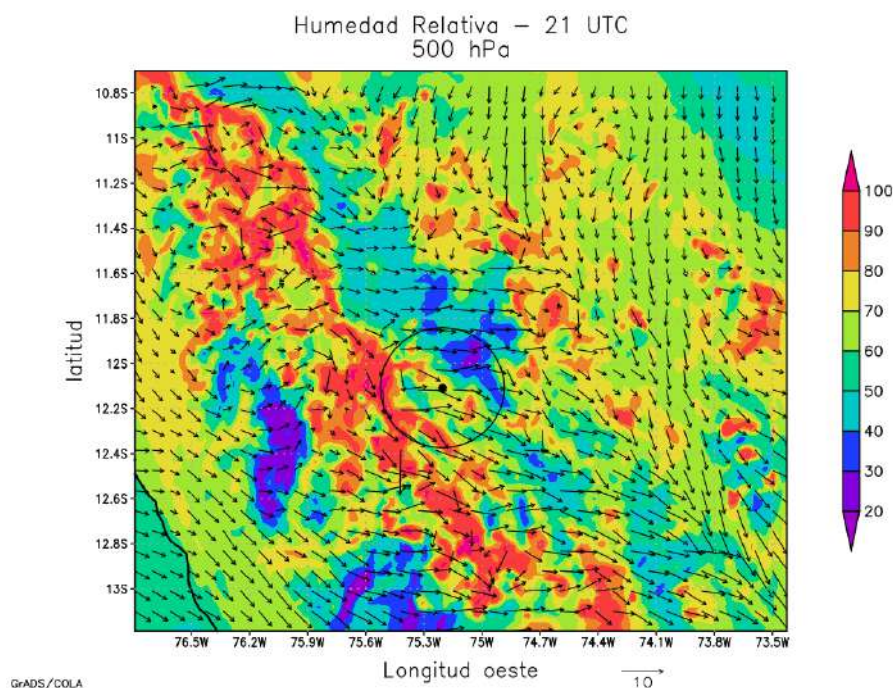 Humedad Relativa – 21 UTC
500 hPa
10.8S
11S
11.2S
11.4S
11.6S
11.8S
12S
12.2S
12.4S
12.6S
12.8S
13S
latitud
76.5W 76.2W 75.9W 75.6W 75.3W 75W 74.7W 74.4W 74.1W 73.8W 73.5W
Longitud oeste
10
100
90
80
70
60
50
40
30
20
GrADS/COLA